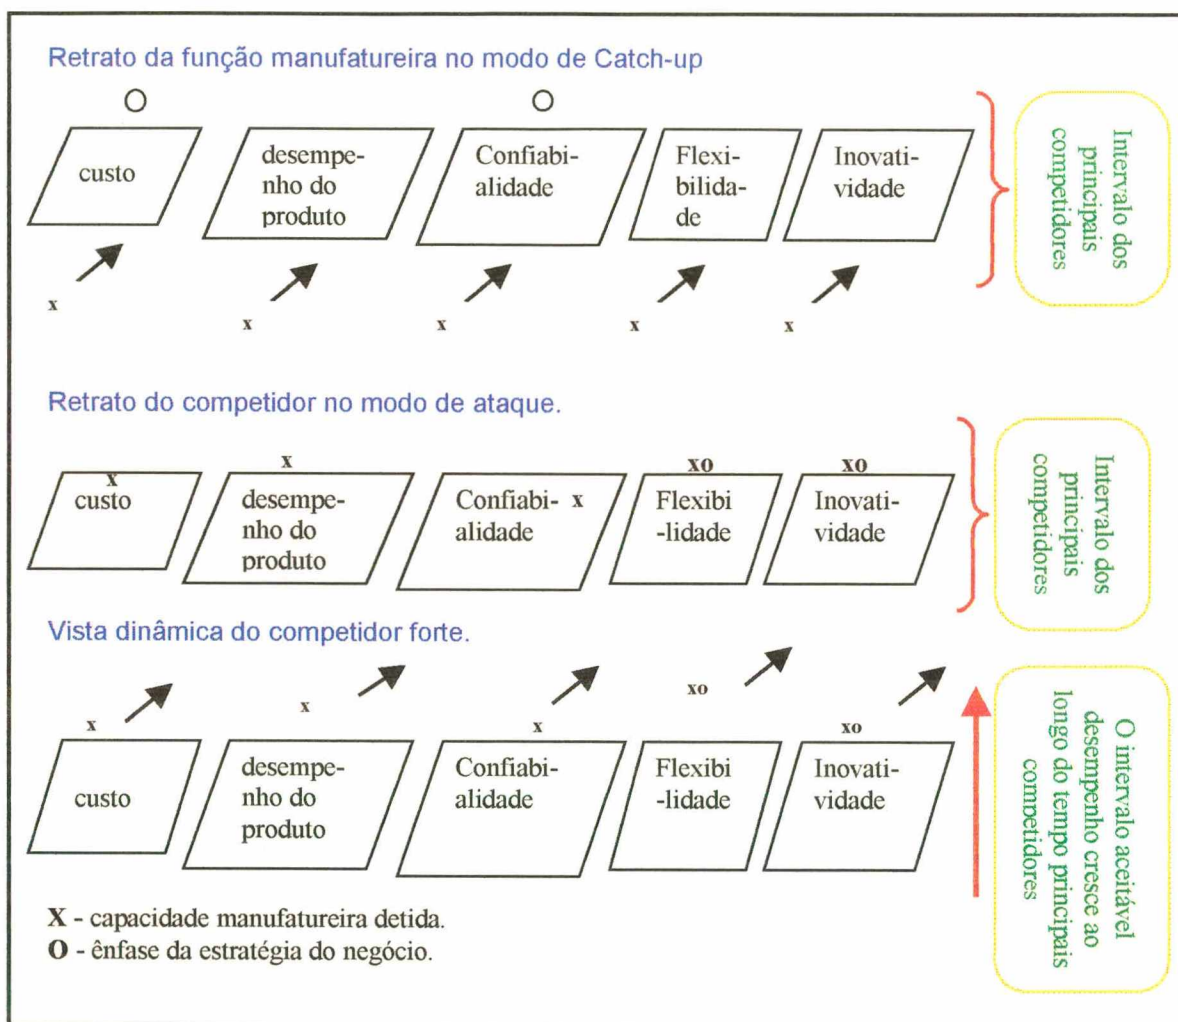 Retrato da função manufatureira no modo de Catch-up
O O
custo
desempe-
nho do
produto
Confiabi-
alidade
Flexi-
bilida-
de
Inovati-
vidade
Intervalo dos
principais
competidores
x
x
x
x
x
Retrato do competidor no modo de ataque.
x
custo
x
desempe-
nho do
produto
Confiabi- x
alidade
xo
Flexibi
-lidade
xo
Inovati-
vidade
Intervalo dos
principais
competidores
Vista dinâmica do competidor forte.
x
custo
x
desempe-
nho do
produto
x
Confiabi-
alidade
xo
Flexibi
-lidade
xo
Inovati-
vidade
O intervalo aceitável
desempenho cresce ao
longo do tempo principais
competidores
X - capacidade manufatureira detida.
O - ênfase da estratégia do negócio.